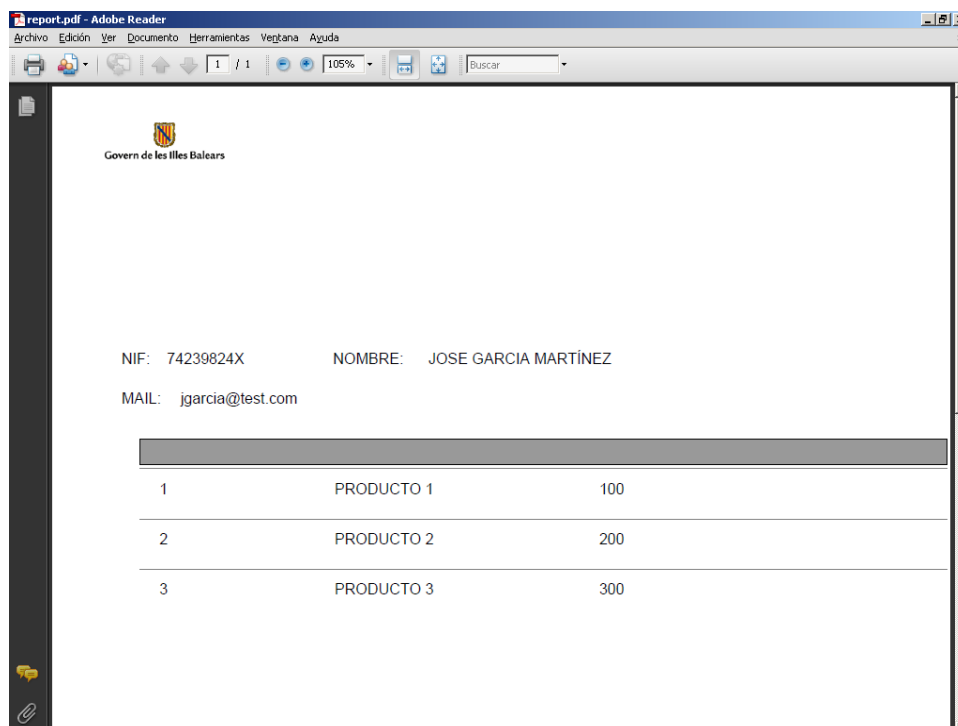 report.pdf - Adobe Reader
Archivo Edición Ver Documento Herramientas Ventana Ayuda
1 / 1 105% Buscar
Govern de les Illes Balears
NIF: 74239824X NOMBRE: JOSE GARCIA MARTÍNEZ
MAIL: jgarcia@test.com
1 PRODUCTO 1 100
2 PRODUCTO 2 200
3 PRODUCTO 3 300